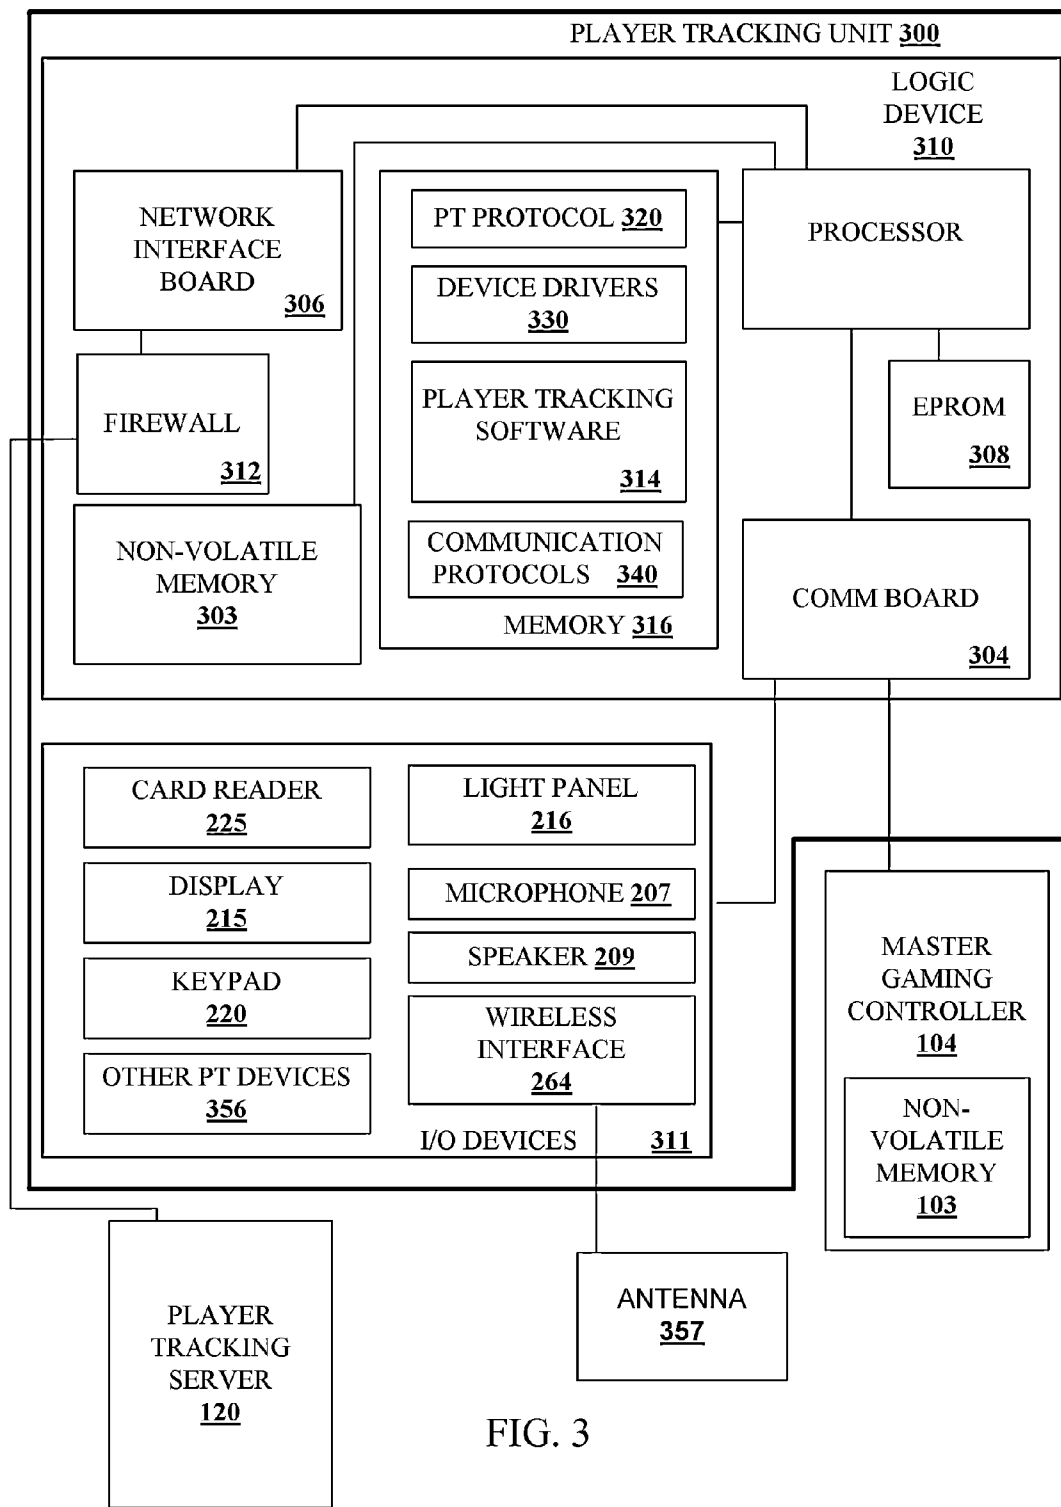 PLAYER TRACKING UNIT 300
LOGIC
DEVICE
310
NETWORK
INTERFACE
BOARD
306
PT PROTOCOL 320
DEVICE DRIVERS
330
PLAYER TRACKING
SOFTWARE
314
COMMUNICATION
PROTOCOLS 340
MEMORY 316
PROCESSOR
FIREWALL
312
EPROM
308
NON-VOLATILE
MEMORY
303
COMM BOARD
304
CARD READER
225
DISPLAY
215
KEYPAD
220
OTHER PT DEVICES
356
LIGHT PANEL
216
MICROPHONE 207
SPEAKER 209
WIRELESS
INTERFACE
264
I/O DEVICES 311
MASTER
GAMING
CONTROLLER
104
NON-
VOLATILE
MEMORY
103
PLAYER
TRACKING
SERVER
120
ANTENNA
357
FIG. 3